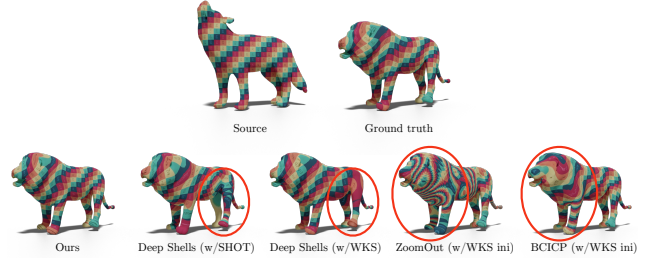 Source
Ground truth
Ours
Deep Shells (w/SHOT)
Deep Shells (w/WKS)
ZoomOut (w/WKS ini)
BCICP (w/WKS ini)